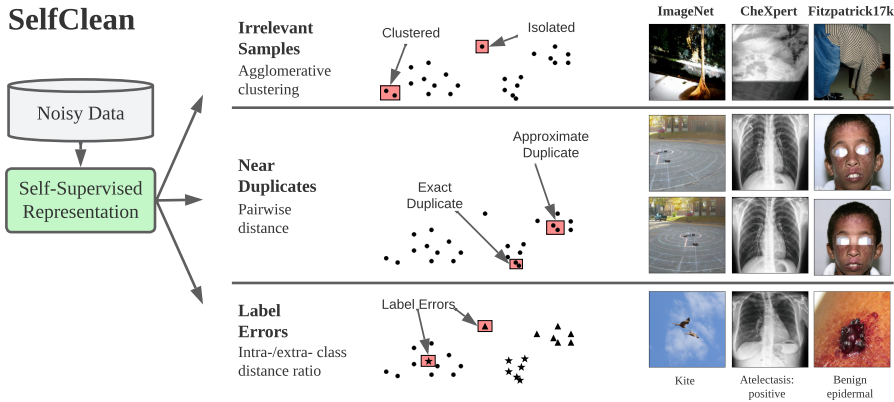 SelfClean
Noisy Data
Self-Supervised
Representation
Irrelevant
Samples
Agglomerative
clustering
Clustered
Isolated
ImageNet
CheXpert
Fitzpatrick17k
Near
Duplicates
Pairwise
distance
Exact
Duplicate
Approximate
Duplicate
Label
Errors
Intra-/extra- class
distance ratio
Label Errors
Kite
Atelectasis:
positive
Benign
epidermal